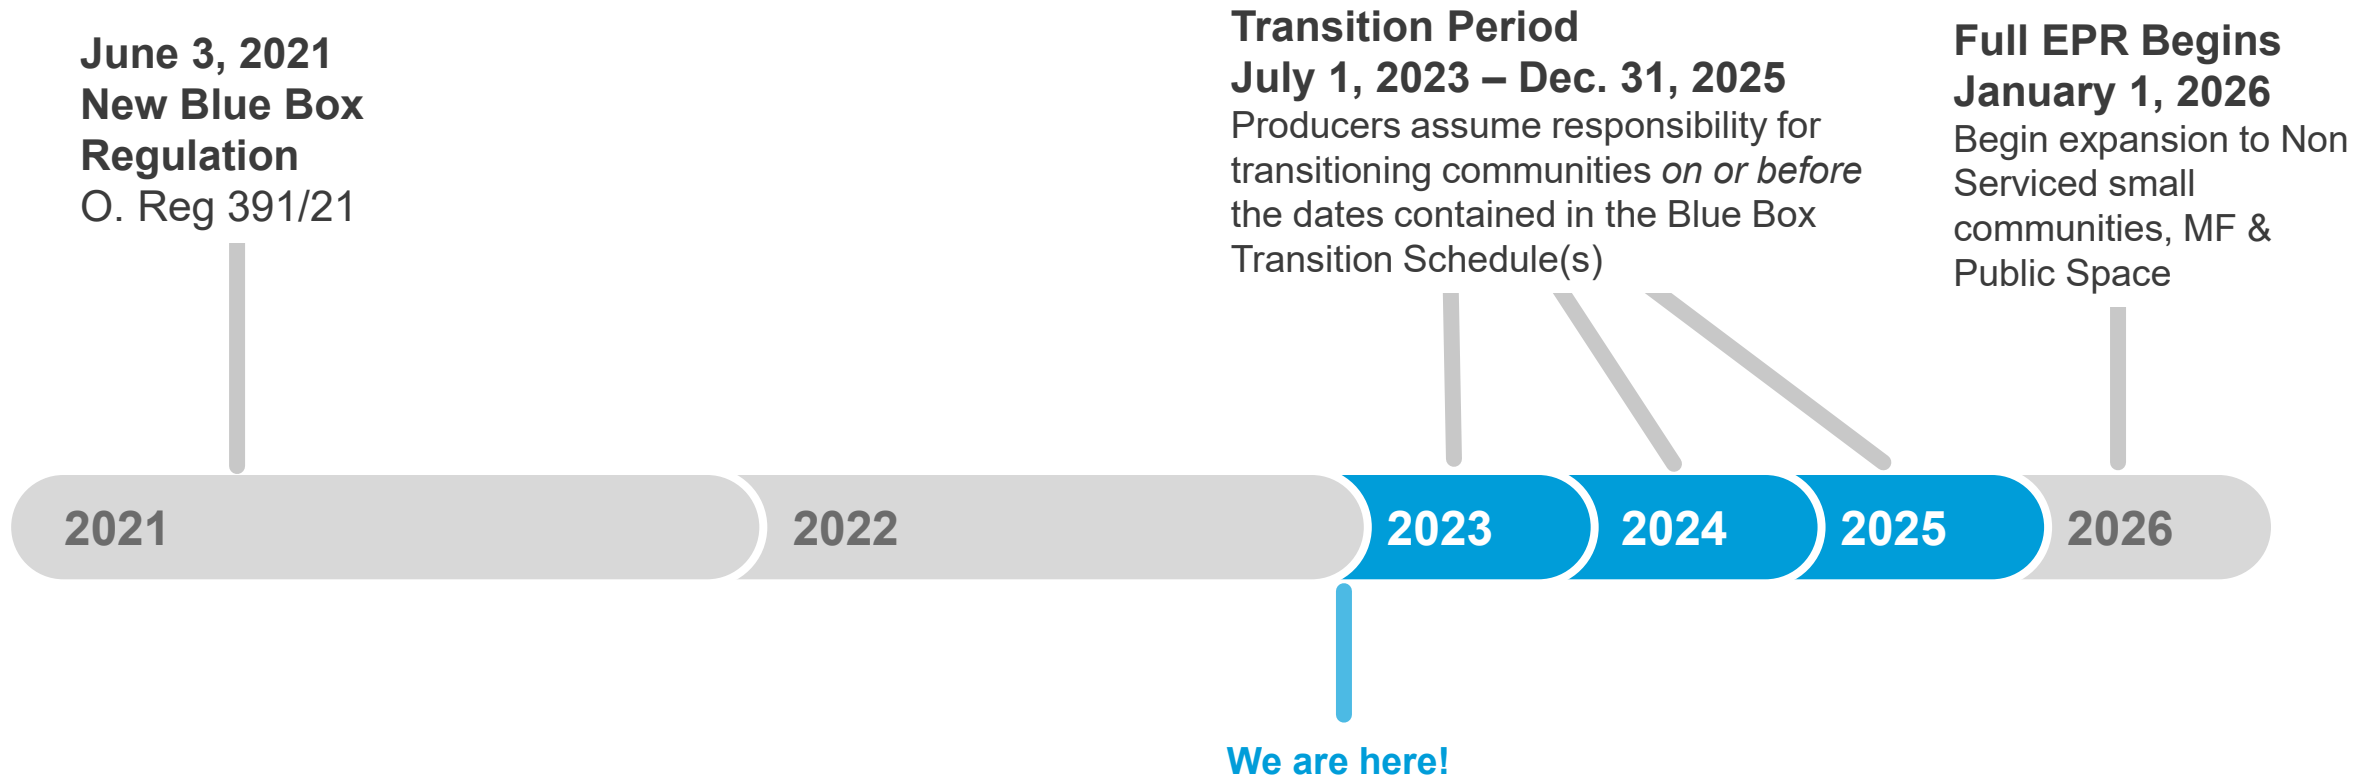 June 3, 2021
New Blue Box
Regulation
O. Reg 391/21
Transition Period
July 1, 2023 – Dec. 31, 2025
Producers assume responsibility for
transitioning communities on or before
the dates contained in the Blue Box
Transition Schedule(s)
Full EPR Begins
January 1, 2026
Begin expansion to Non
Serviced small
communities, MF &
Public Space
2021
2022
2023
2024
2025
2026
We are here!